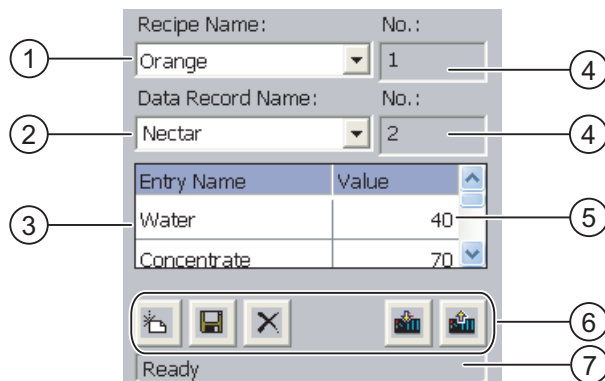 Recipe Name: No.:
1 Orange 1 4
Data Record Name: No.:
2 Nectar 2 4
Entry Name Value
3 Water 40 5
Concentrate 70
6
Ready 7